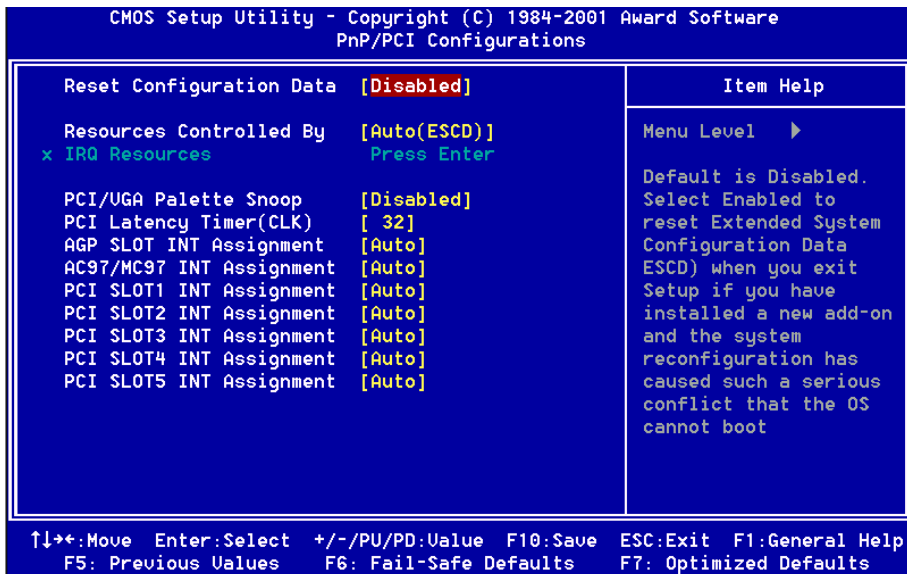 CMOS Setup Utility - Copyright (C) 1984-2001 Award Software
PnP/PCI Configurations
Reset Configuration Data [Disabled]
Resources Controlled By [Auto(ESCD)]
x IRQ Resources Press Enter
PCI/VGA Palette Snoop [Disabled]
PCI Latency Timer(CLK) [ 32]
AGP SLOT INT Assignment [Auto]
AC97/MC97 INT Assignment [Auto]
PCI SLOT1 INT Assignment [Auto]
PCI SLOT2 INT Assignment [Auto]
PCI SLOT3 INT Assignment [Auto]
PCI SLOT4 INT Assignment [Auto]
PCI SLOT5 INT Assignment [Auto]
Item Help
Menu Level ▶
Default is Disabled.
Select Enabled to
reset Extended System
Configuration Data
ESCD) when you exit
Setup if you have
installed a new add-on
and the system
reconfiguration has
caused such a serious
conflict that the OS
cannot boot
↑↓→←:Move Enter:Select +/-/PU/PD:Value F10:Save ESC:Exit F1:General Help
F5: Previous Values F6: Fail-Safe Defaults F7: Optimized Defaults